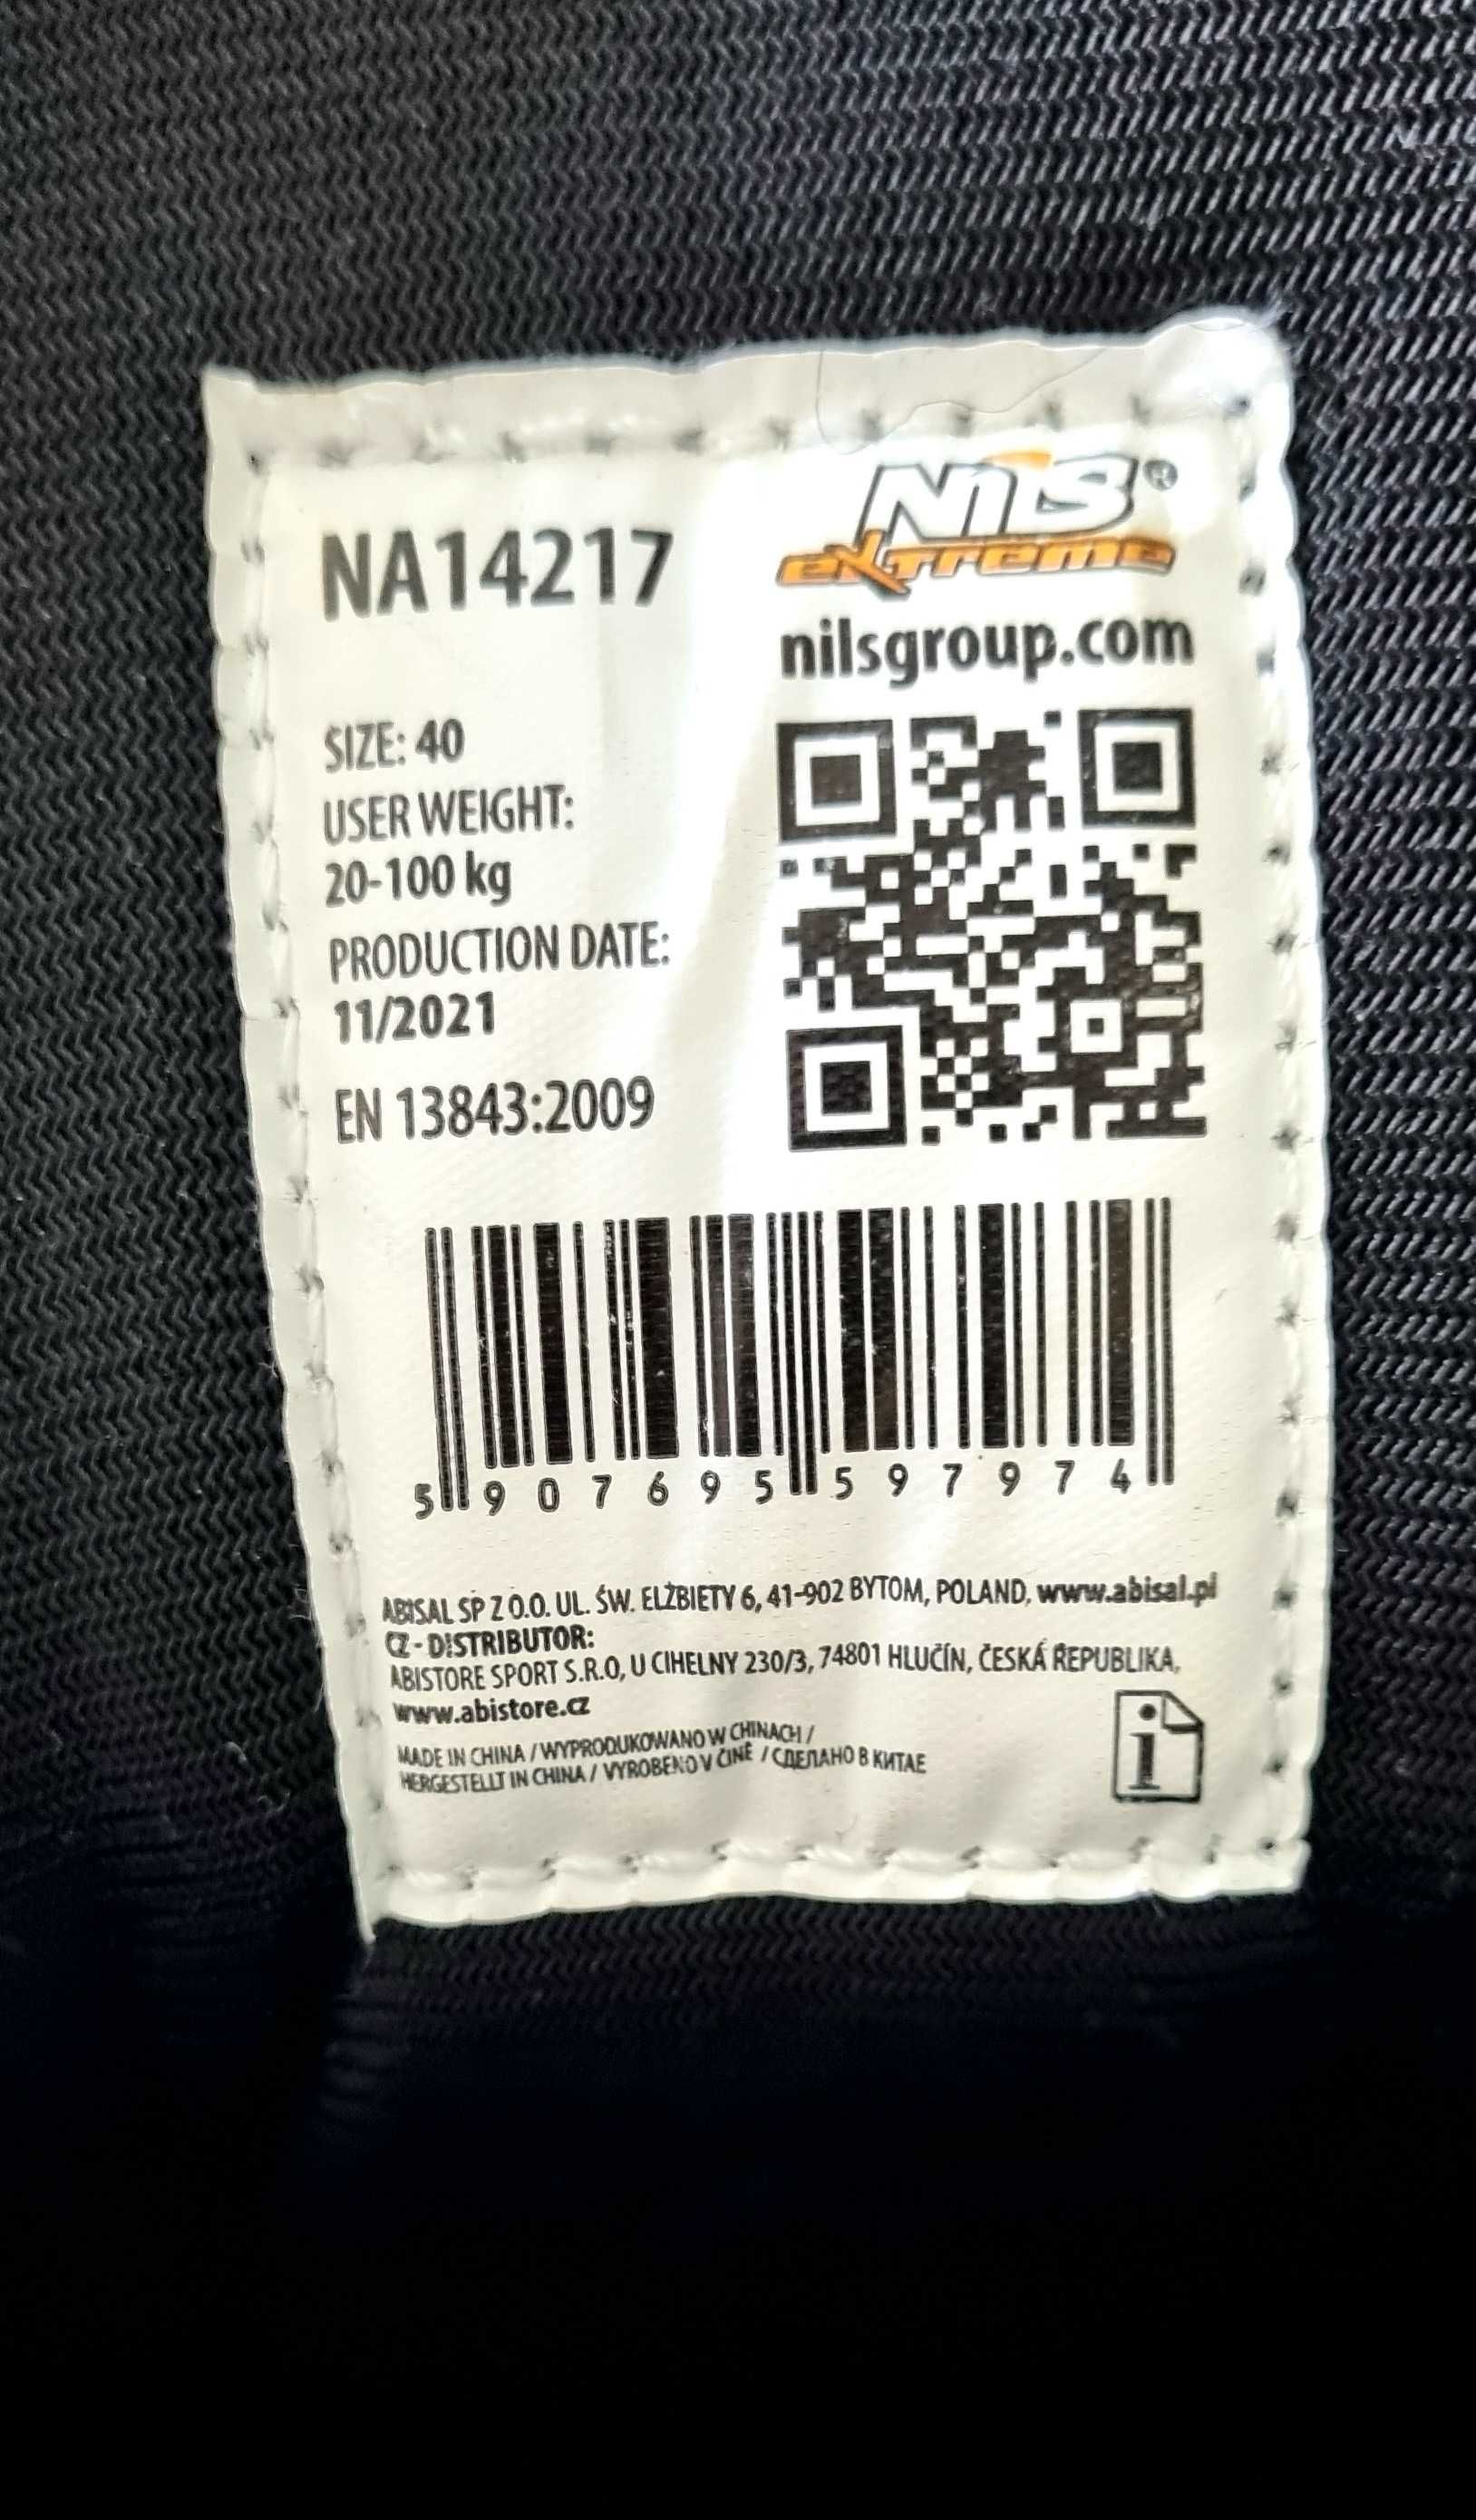 NA14217
NILS®
eXtreme
nilsgroup.com
SIZE: 40
USER WEIGHT:
20-100 kg
PRODUCTION DATE:
11/2021
EN 13843:2009
5 907695 597974
ABISAL SP Z O.O. UL. ŚW. ELŻBIETY 6, 41-902 BYTOM, POLAND, www.abisal.pl
CZ - DISTRIBUTOR:
ABISTORE SPORT S.R.O, U CIHELNY 230/3, 74801 HLUČÍN, ČESKÁ REPUBLIKA,
www.abistore.cz
MADE IN CHINA / WYPRODUKOWANO W CHINACH /
HERGESTELLT IN CHINA / VYROBENO V ČÍNĚ / СДЕЛАНО В КИТАЕ
i